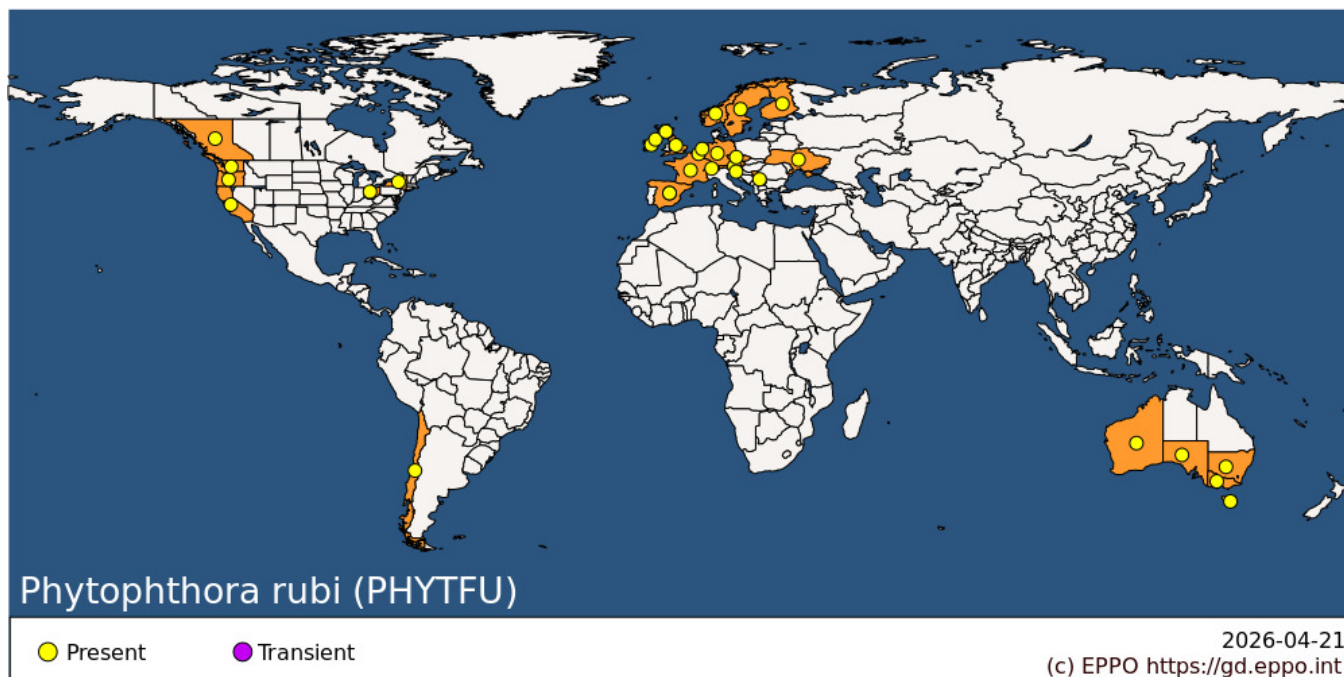 Phytophthora rubi (PHYTFU)
Present
Transient
2026-04-21
(c) EPPO https://gd.eppo.int